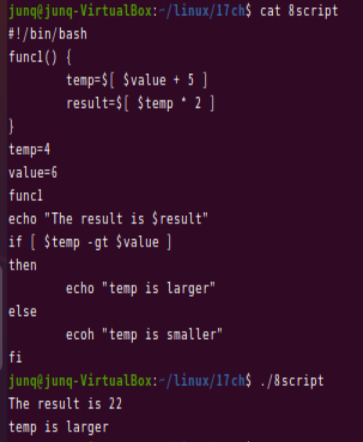 junq@junq-VirtualBox:~/linux/17ch$ cat 8script
#!/bin/bash
func1() {
        temp=$[ $value + 5 ]
        result=$[ $temp * 2 ]
}
temp=4
value=6
func1
echo "The result is $result"
if [ $temp -gt $value ]
then
        echo "temp is larger"
else
        ecoh "temp is smaller"
fi
junq@junq-VirtualBox:~/linux/17ch$ ./8script
The result is 22
temp is larger